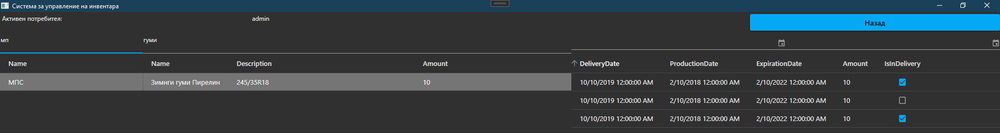 Система за управление на инвентара
Активен потребител: admin Назад
мп гуми
Name Name Description Amount DeliveryDate ProductionDate ExpirationDate Amount IsInDelivery
МПС Зимнги гуми Пирелин 245/35R18 10 10/10/2019 12:00:00 AM 2/10/2018 12:00:00 AM 2/10/2022 12:00:00 AM 10
10/10/2019 12:00:00 AM 2/10/2018 12:00:00 AM 2/10/2022 12:00:00 AM 10
10/10/2019 12:00:00 AM 2/10/2018 12:00:00 AM 2/10/2022 12:00:00 AM 10